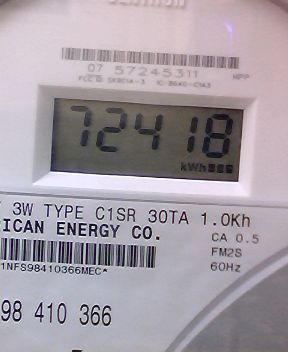 07 57245311 HPP
72418
kWh
3W TYPE C1SR 30TA 1.0Kh
ICAN ENERGY CO. CA 0.5
FM2S
1NFS98410366MEC* 60Hz
98 410 366